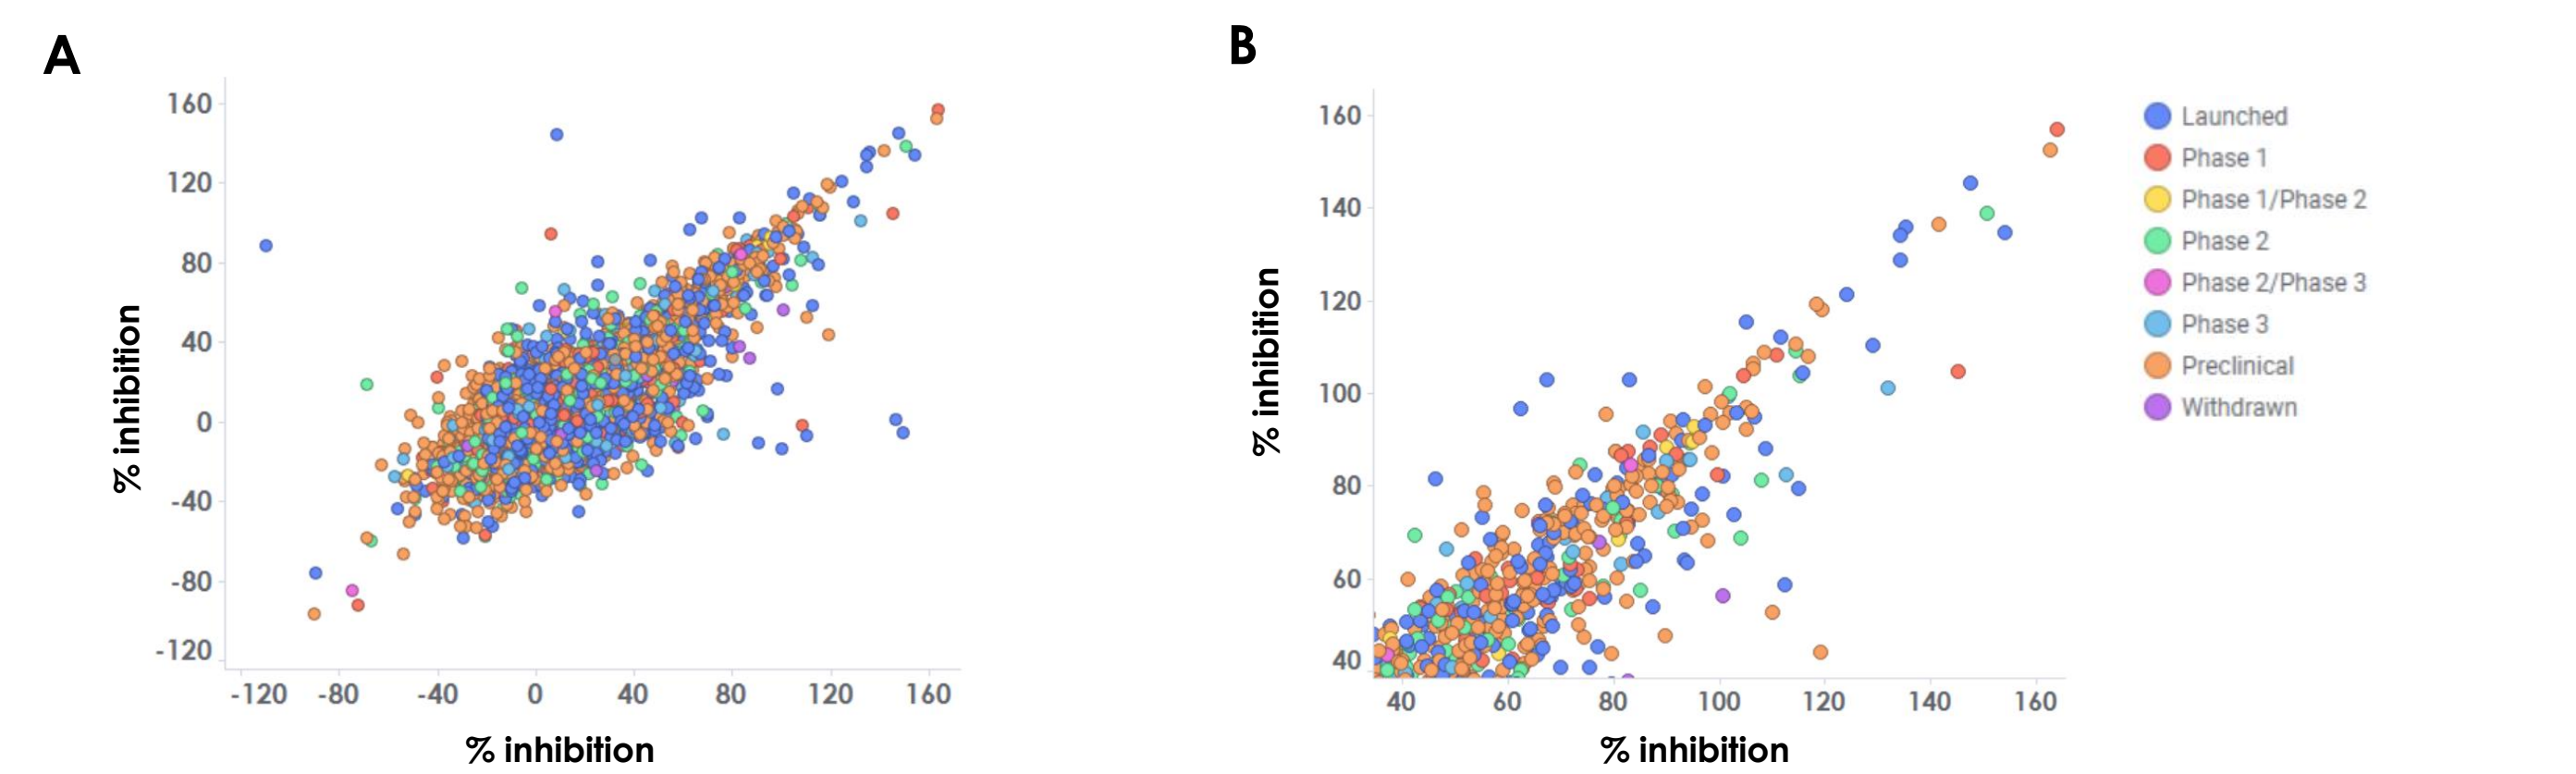 A
% inhibition
160
120
80
40
0
-40
-80
-120
-120 -80 -40 0 40 80 120 160
% inhibition
B
% inhibition
160
140
120
100
80
60
40
40 60 80 100 120 140 160
% inhibition
Launched
Phase 1
Phase 1/Phase 2
Phase 2
Phase 2/Phase 3
Phase 3
Preclinical
Withdrawn